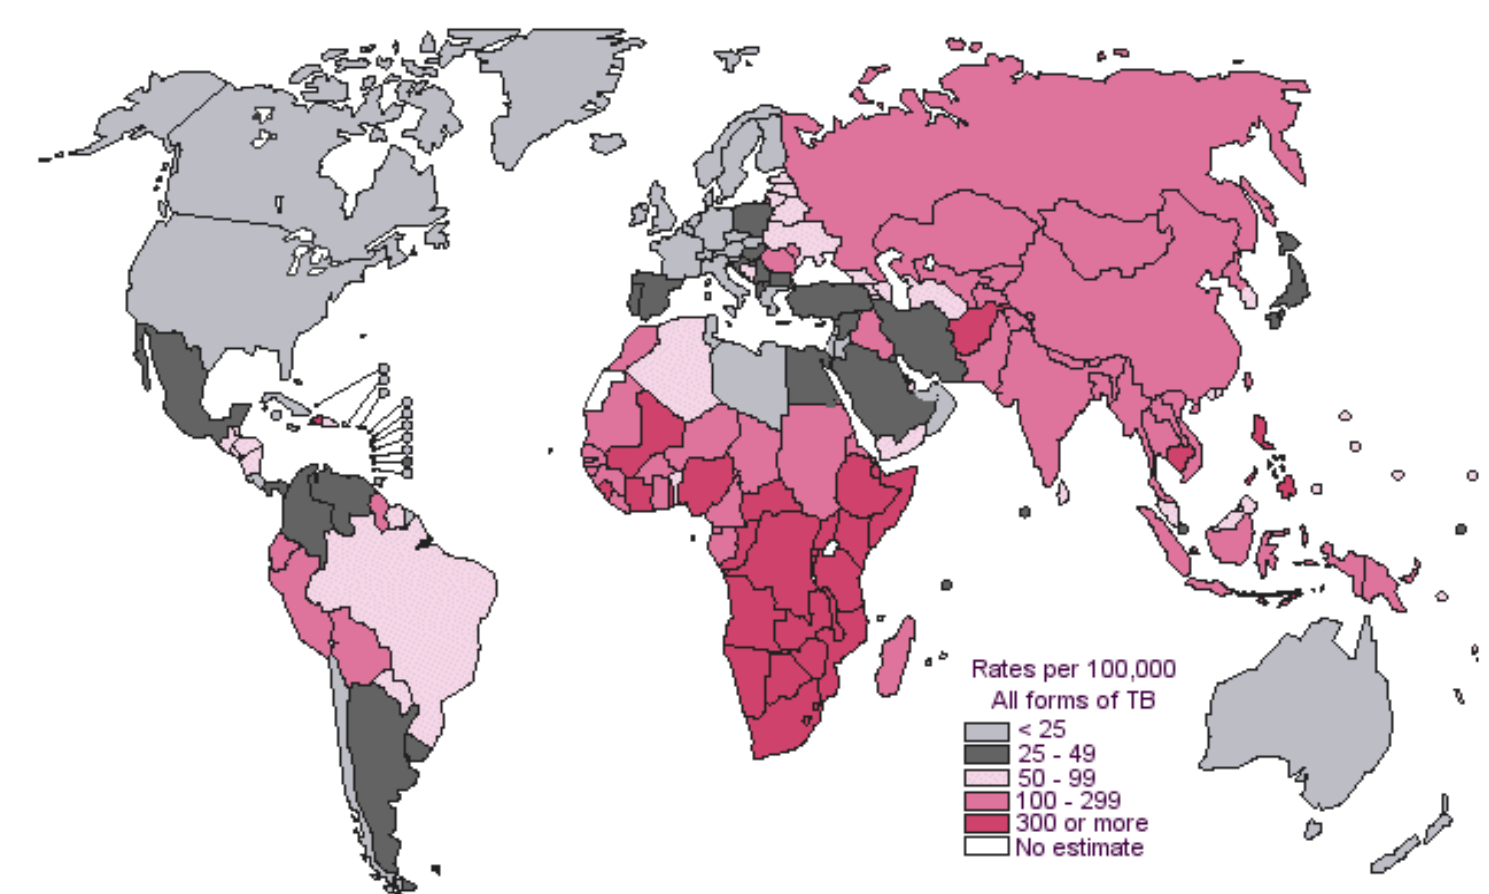 Rates per 100,000
All forms of TB
< 25
25 - 49
50 - 99
100 - 299
300 or more
No estimate